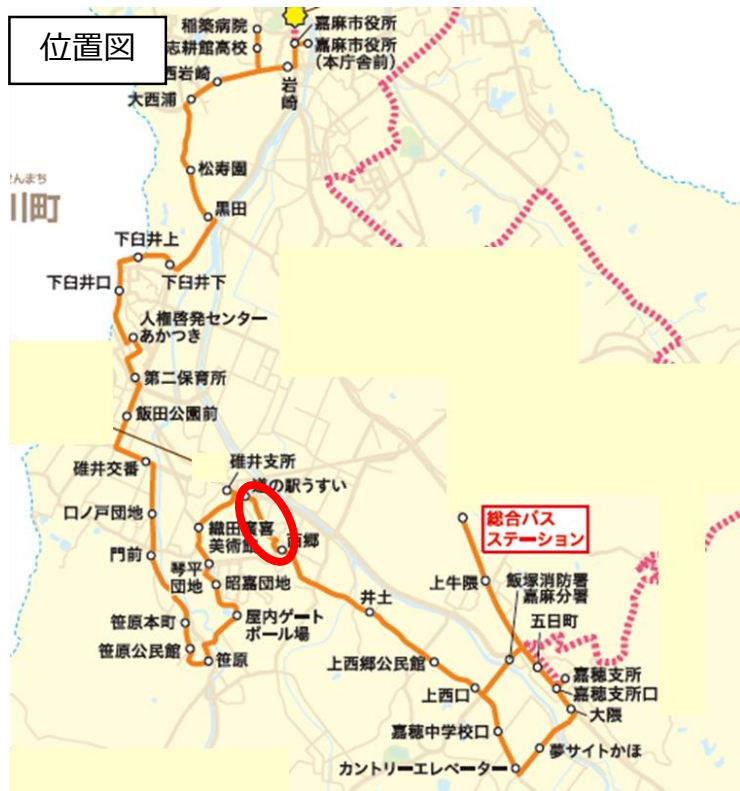 位置図
稲築病院
志耕館高校
嘉麻市役所
嘉麻市役所
(本庁舎前)
西岩崎
岩崎
大西浦
松寿園
せんまち
川町
黒田
下臼井上
下臼井口
下臼井下
人権啓発センター
あかつき
第二保育所
飯田公園前
碓井交番
碓井支所
道の駅うすい
口ノ戸団地
織田廣喜
美術館
西郷
総合バス
ステーション
門前
琴平
団地
昭嘉団地
上牛隈
飯塚消防署
嘉麻分署
井土
五日町
笹原本町
屋内ゲート
ボール場
笹原公民館
笹原
上西郷公民館
嘉穂支所
嘉穂支所口
上西口
大隈
嘉穂中学校口
夢サイトかほ
カントリーエレベーター